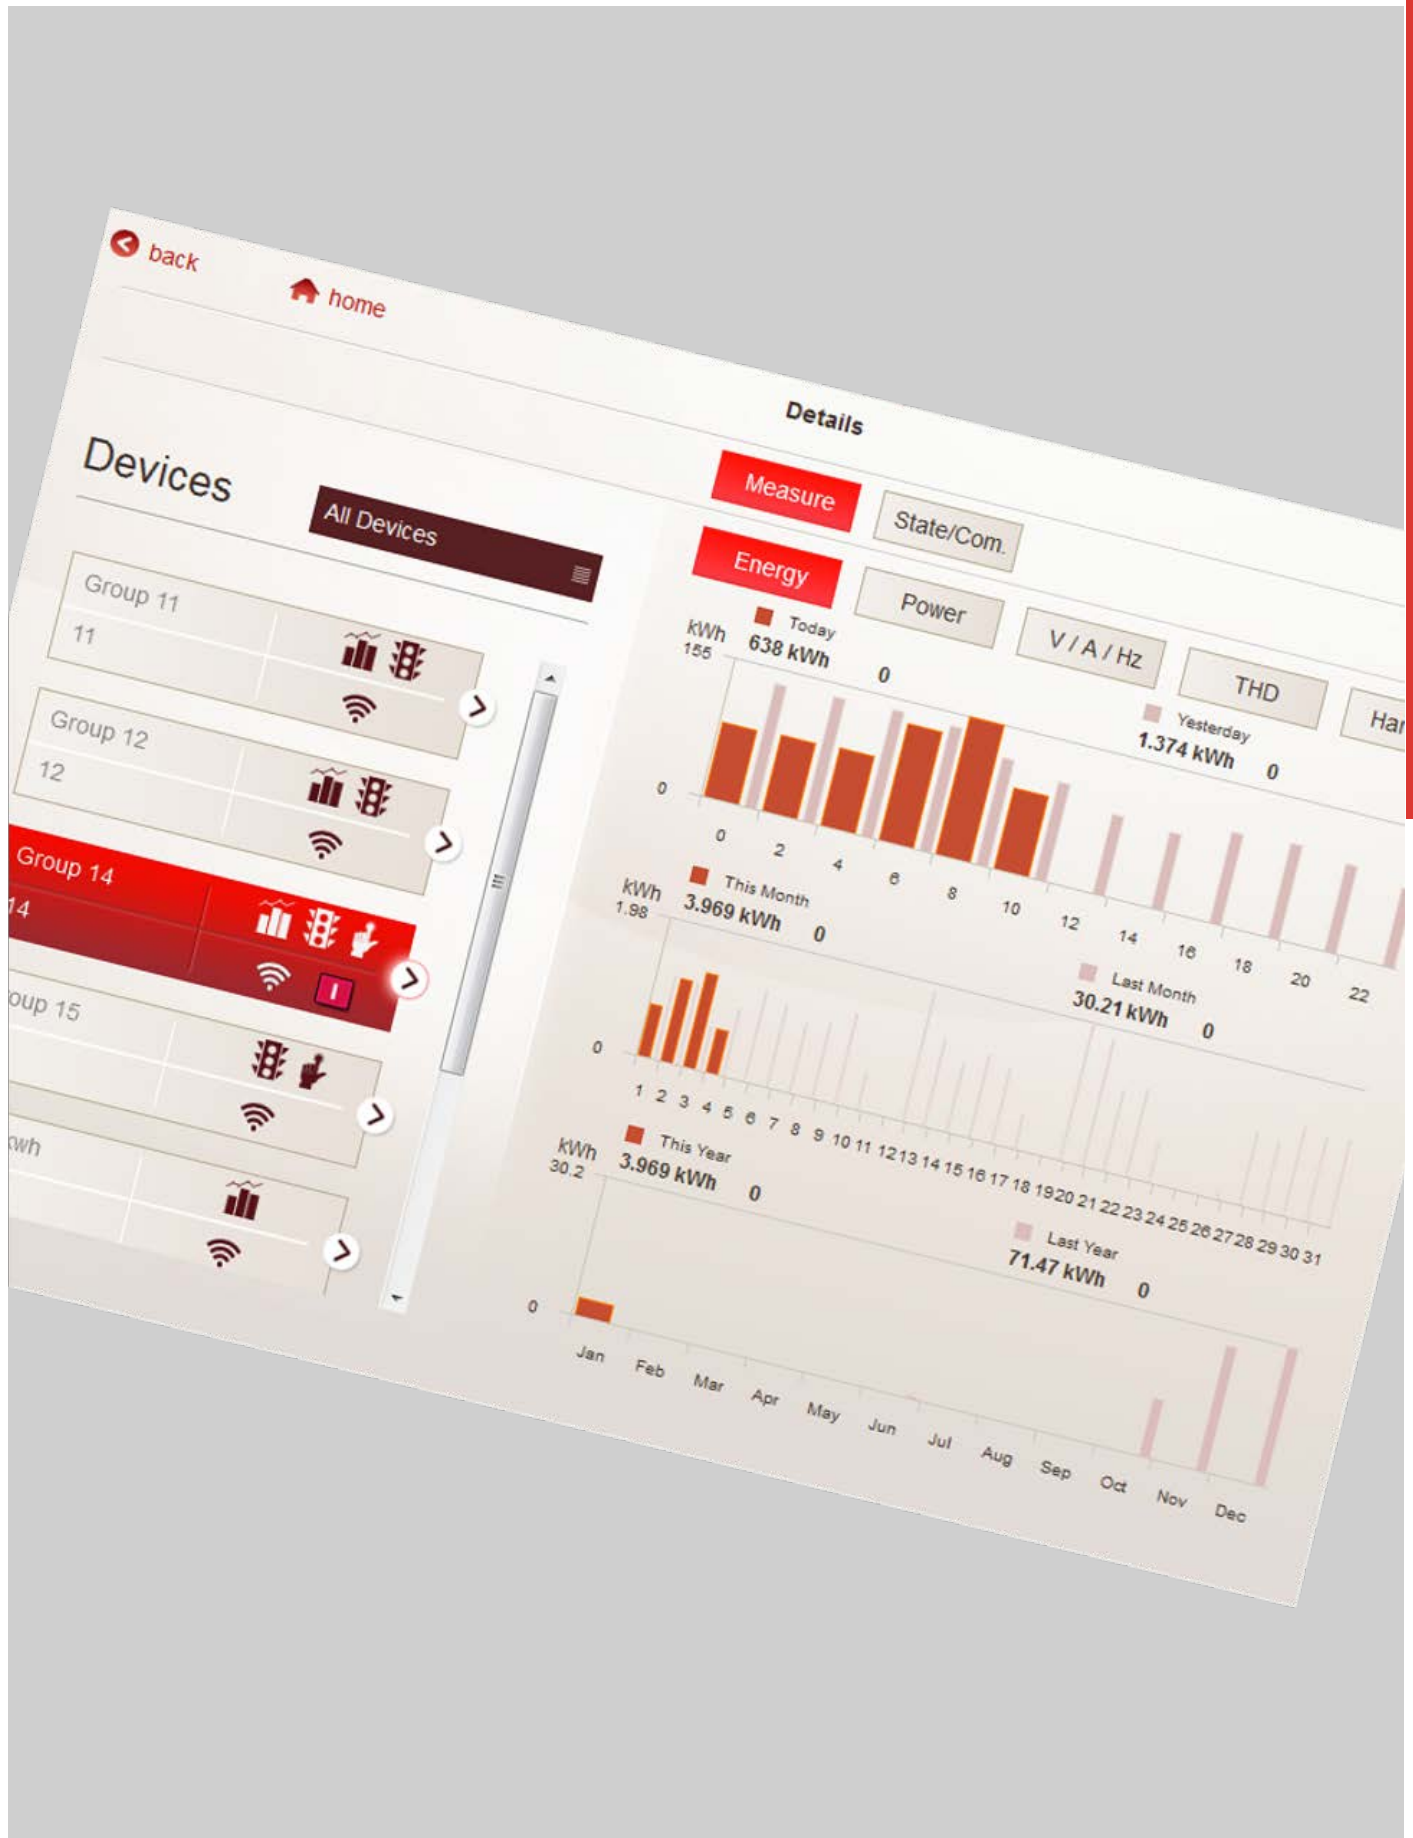 back
home
Details
Devices
All Devices
Measure
State/Com.
Energy
Power
V / A / Hz
THD
Group 11
11
Group 12
12
Group 14
14
oup 15
kwh
kWh
155
Today
638 kWh 0
Yesterday
1.374 kWh 0
0
0 2 4 6 8 10 12 14 16 18 20 22
kWh
1.98
This Month
3.969 kWh 0
Last Month
30.21 kWh 0
0
1 2 3 4 5 6 7 8 9 10 11 12 13 14 15 16 17 18 19 20 21 22 23 24 25 26 27 28 29 30 31
kWh
30.2
This Year
3.969 kWh 0
Last Year
71.47 kWh 0
0
Jan Feb Mar Apr May Jun Jul Aug Sep Oct Nov Dec